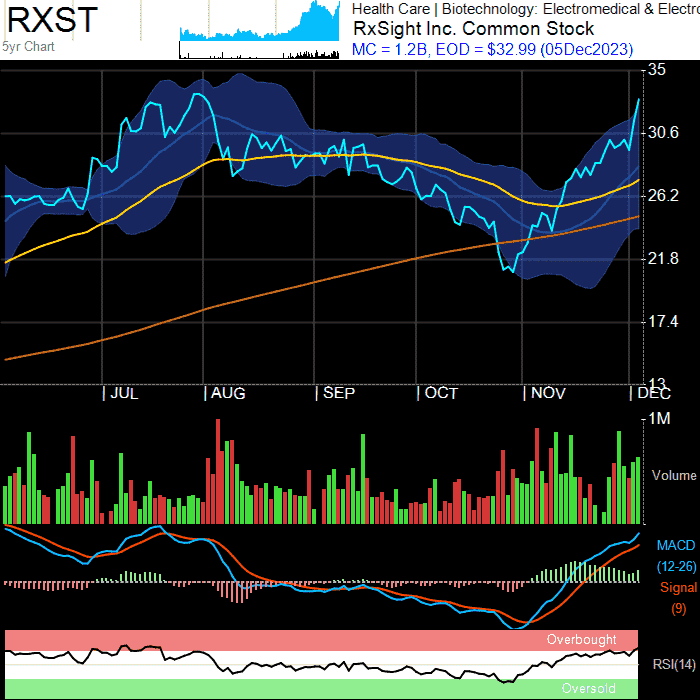 RXST
5yr Chart
Health Care | Biotechnology: Electromedical & Electro
RxSight Inc. Common Stock
MC = 1.2B, EOD = $32.99 (05Dec2023)
35
30.6
26.2
21.8
17.4
13
| JUL | AUG | SEP | OCT | NOV | DEC
1M
Volume
MACD
(12-26)
Signal
(9)
Overbought
RSI(14)
Oversold